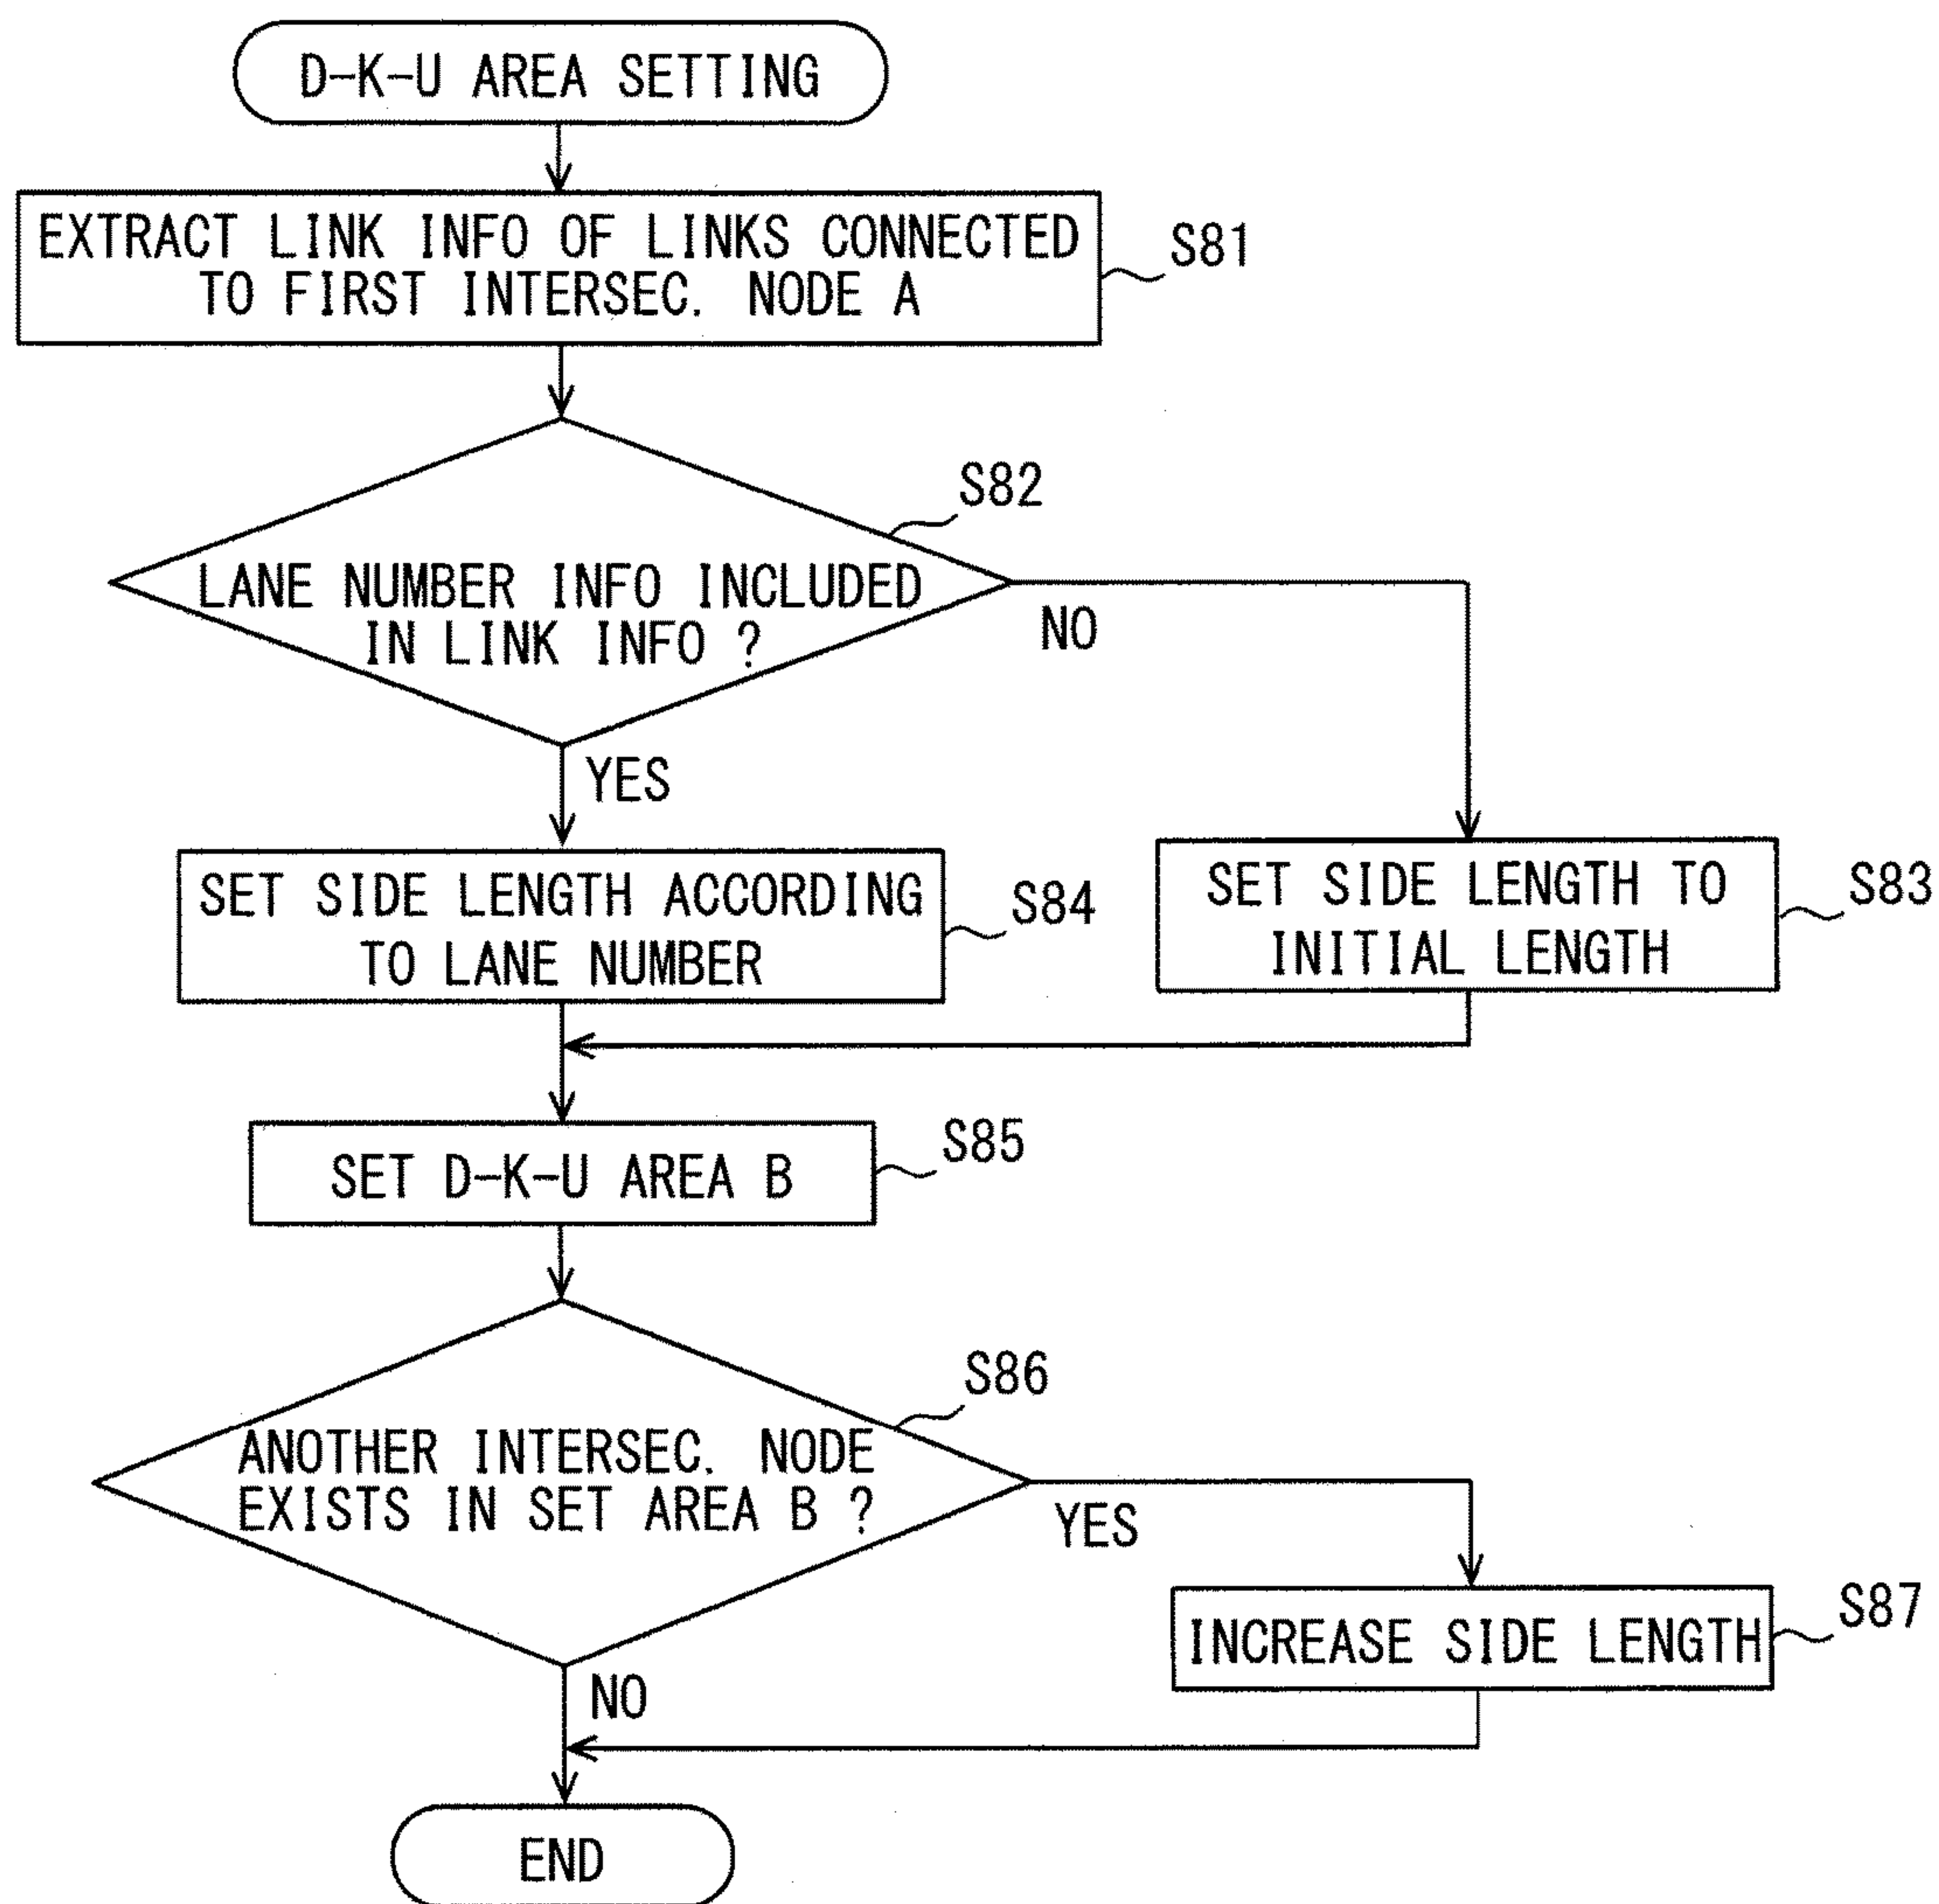 D-K-U AREA SETTING
EXTRACT LINK INFO OF LINKS CONNECTED
TO FIRST INTERSEC. NODE A
S81
S82
LANE NUMBER INFO INCLUDED
IN LINK INFO ?
NO
YES
SET SIDE LENGTH ACCORDING
TO LANE NUMBER
S84
SET SIDE LENGTH TO
INITIAL LENGTH
S83
SET D-K-U AREA B
S85
S86
ANOTHER INTERSEC. NODE
EXISTS IN SET AREA B ?
YES
INCREASE SIDE LENGTH
S87
NO
END